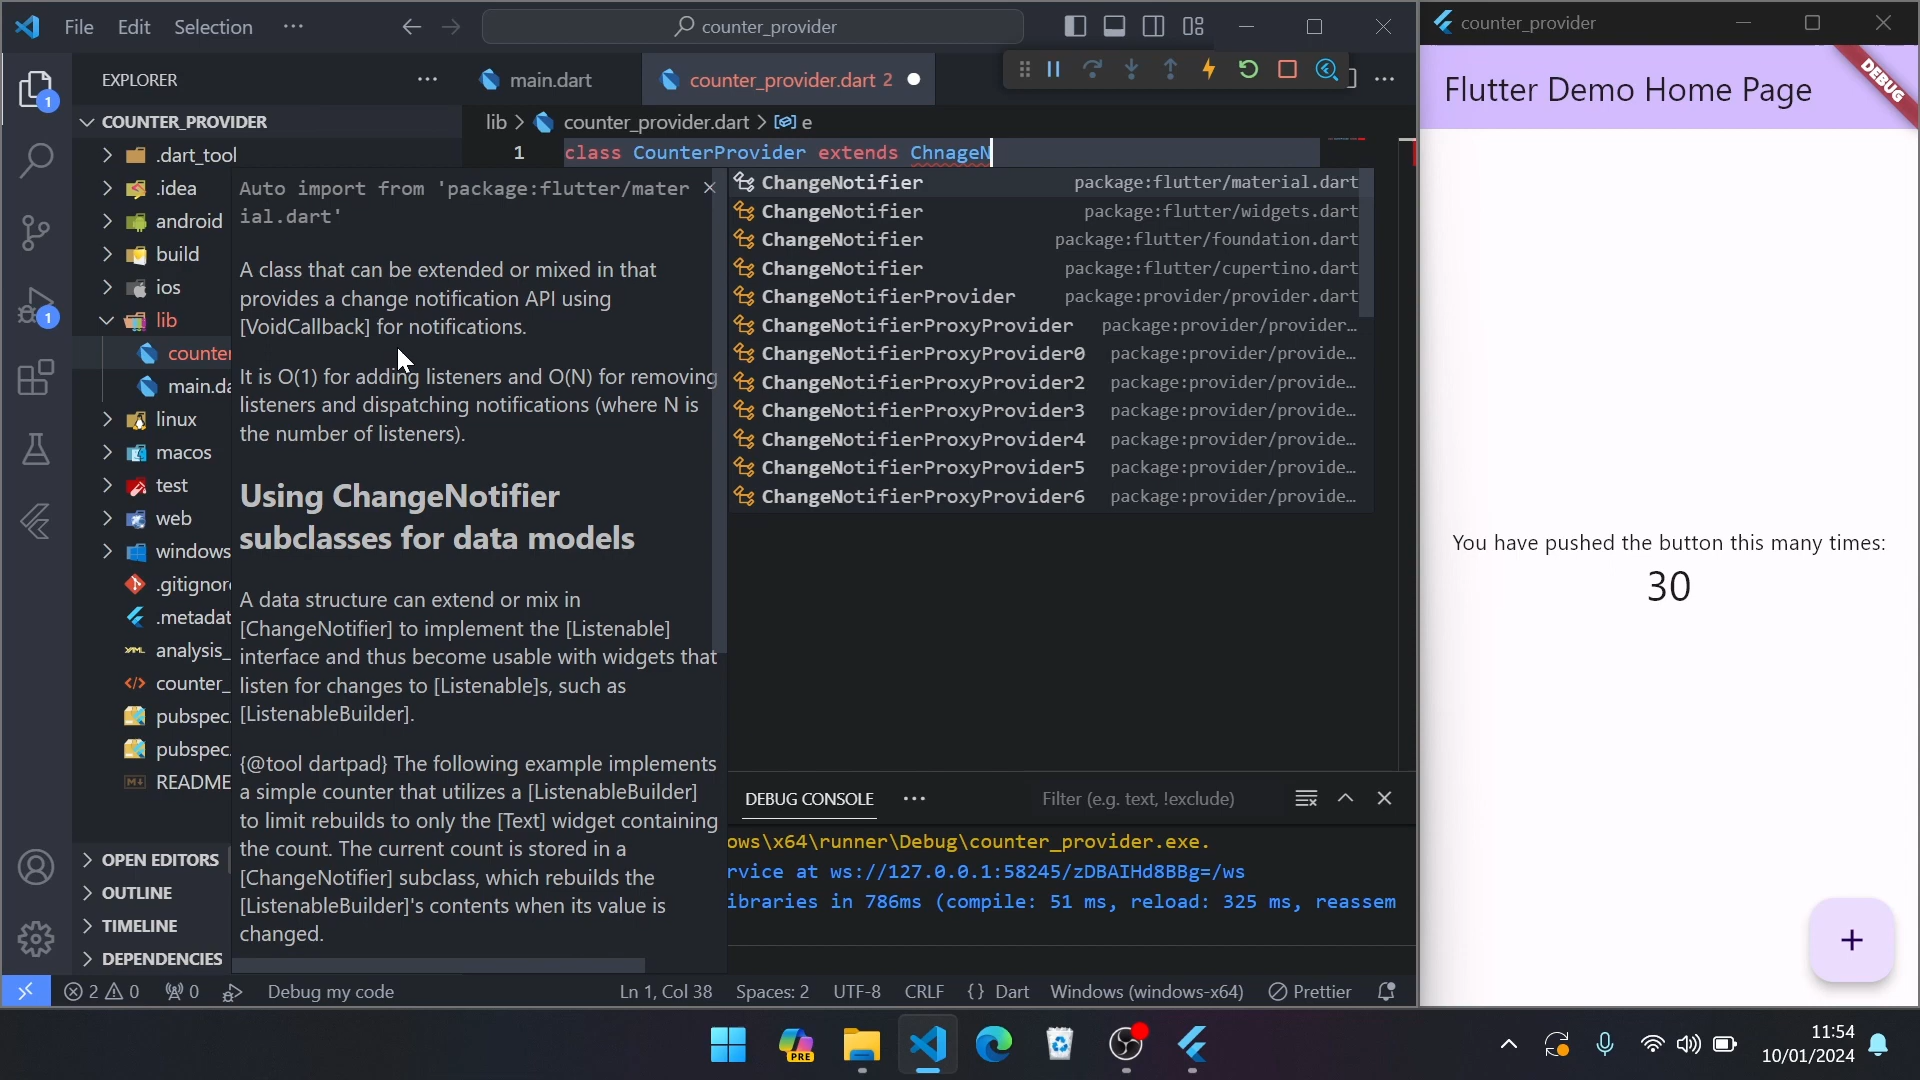 File Edit Selection ···
counter_provider
counter_provider
EXPLORER
main.dart
counter_provider.dart 2
COUNTER_PROVIDER
lib > counter_provider.dart > e
.dart_tool
.idea
android
build
ios
lib
counter
main.da
linux
macos
test
web
windows
.gitignor
.metadat
analysis_
counter_
pubspec.
pubspec.
README
OPEN EDITORS
OUTLINE
TIMELINE
DEPENDENCIES
1
1
1 class CounterProvider extends ChnageN
Auto import from 'package:flutter/mater
ial.dart'
A class that can be extended or mixed in that
provides a change notification API using
[VoidCallback] for notifications.
It is O(1) for adding listeners and O(N) for removing
listeners and dispatching notifications (where N is
the number of listeners).
Using ChangeNotifier
subclasses for data models
A data structure can extend or mix in
[ChangeNotifier] to implement the [Listenable]
interface and thus become usable with widgets that
listen for changes to [Listenable]s, such as
[ListenableBuilder].
{@tool dartpad} The following example implements
a simple counter that utilizes a [ListenableBuilder]
to limit rebuilds to only the [Text] widget containing
the count. The current count is stored in a
[ChangeNotifier] subclass, which rebuilds the
[ListenableBuilder]'s contents when its value is
changed.
ChangeNotifier package:flutter/material.dart
ChangeNotifier package:flutter/widgets.dart
ChangeNotifier package:flutter/foundation.dart
ChangeNotifier package:flutter/cupertino.dart
ChangeNotifierProvider package:provider/provider.dart
ChangeNotifierProxyProvider package:provider/provider…
ChangeNotifierProxyProvider0 package:provider/provide…
ChangeNotifierProxyProvider2 package:provider/provide…
ChangeNotifierProxyProvider3 package:provider/provide…
ChangeNotifierProxyProvider4 package:provider/provide…
ChangeNotifierProxyProvider5 package:provider/provide…
ChangeNotifierProxyProvider6 package:provider/provide…
DEBUG CONSOLE ··· Filter (e.g. text, !exclude)
ows\x64\runner\Debug\counter_provider.exe.
rvice at ws://127.0.0.1:58245/zDBAIHd8BBg=/ws
ibraries in 786ms (compile: 51 ms, reload: 325 ms, reassem
2 0 0 Debug my code Ln 1, Col 38 Spaces: 2 UTF-8 CRLF {} Dart Windows (windows-x64) Prettier
Flutter Demo Home Page
DEBUG
You have pushed the button this many times:
30
+
PRE
11:54
10/01/2024